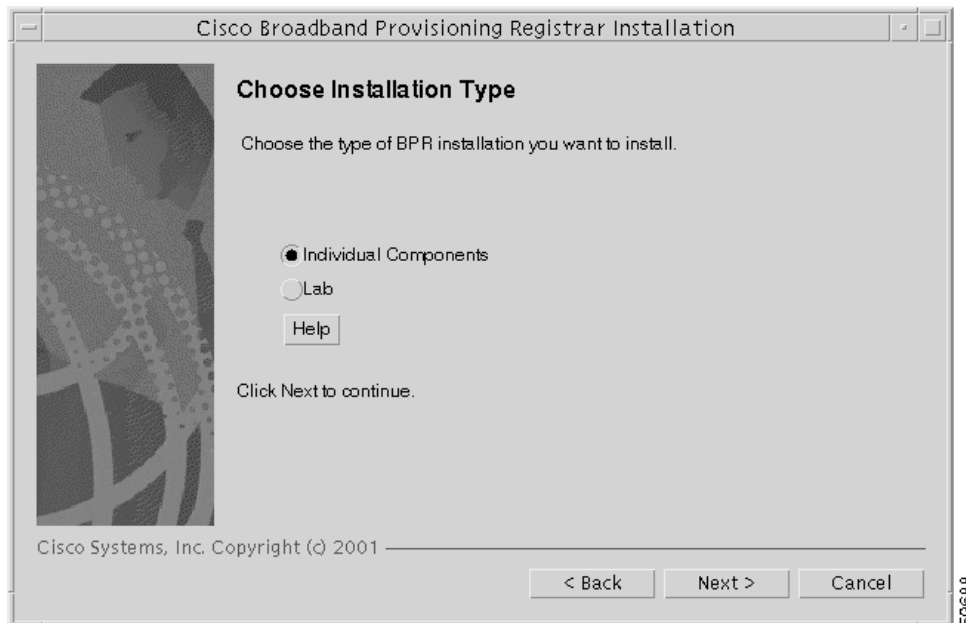 Cisco Broadband Provisioning Registrar Installation
Choose Installation Type
Choose the type of BPR installation you want to install.
Individual Components
Lab
Help
Click Next to continue.
Cisco Systems, Inc. Copyright (c) 2001
< Back
Next >
Cancel